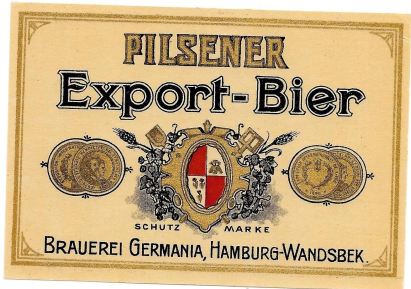 PILSENER
Export-Bier
SCHUTZ MARKE
BRAUEREI GERMANIA, HAMBURG-WANDSBEK.